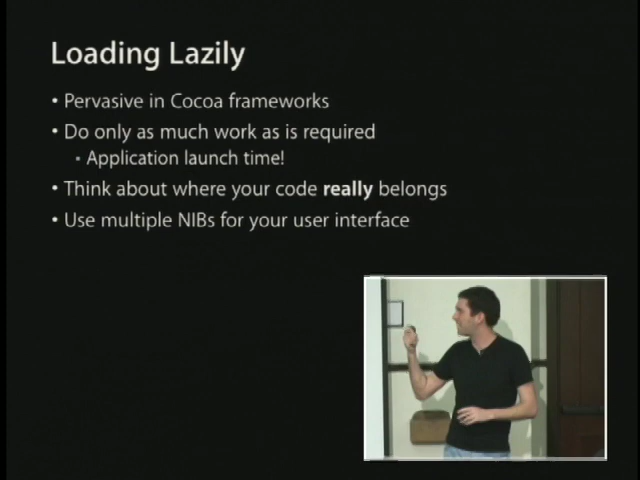 Loading Lazily
• Pervasive in Cocoa frameworks
• Do only as much work as is required
▪ Application launch time!
• Think about where your code really belongs
• Use multiple NIBs for your user interface